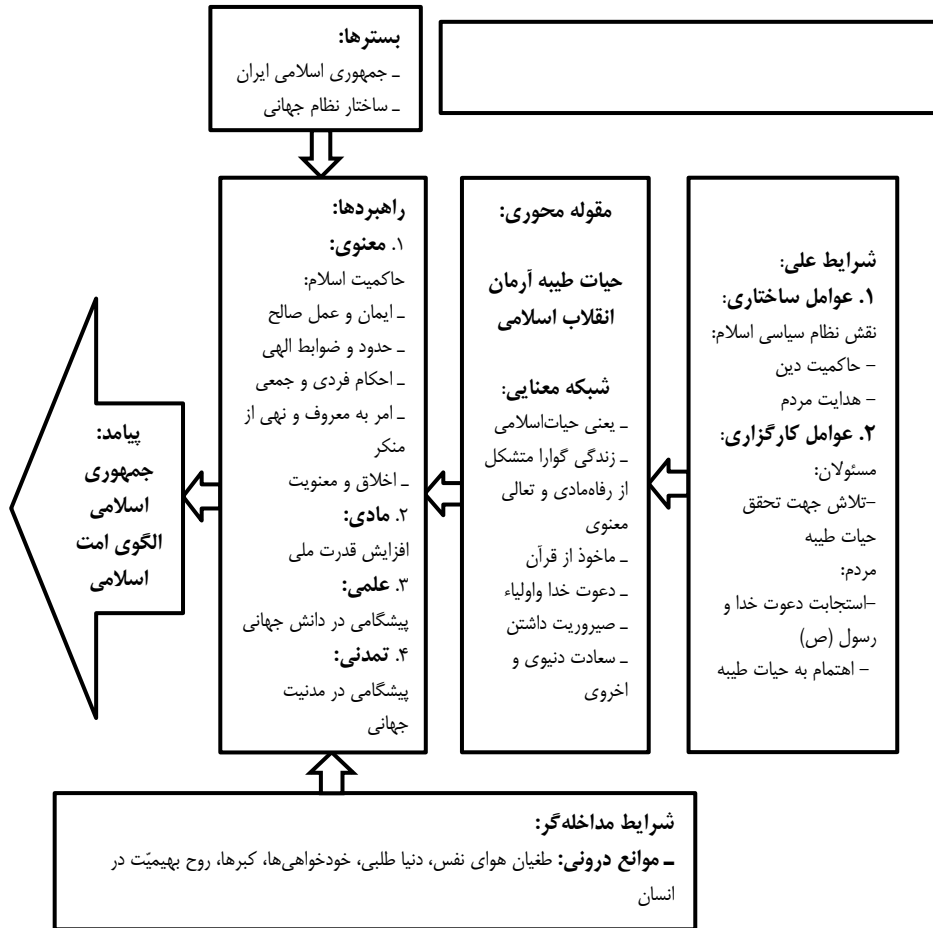 بسترها:
ـ جمهوری اسلامی ایران
ـ ساختار نظام جهانی
شرایط علی:
۱. عوامل ساختاری:
نقش نظام سیاسی اسلام:
– حاکمیت دین
– هدایت مردم
۲. عوامل کارگزاری:
مسئولان:
–تلاش جهت تحقق
حیات طیبه
مردم:
–استجابت دعوت خدا و
رسول (ص)
– اهتمام به حیات طیبه
مقوله محوری:
حیات طیبه آرمان
انقلاب اسلامی
شبکه معنایی:
ـ یعنی حیات‌اسلامی
ـ زندگی گوارا متشکل
از رفاه‌مادی و تعالی
معنوی
ـ ماخوذ از قرآن
ـ دعوت خدا واولیاء
ـ صیروریت داشتن
ـ سعادت دنیوی و
اخروی
راهبردها:
۱. معنوی:
حاکمیت اسلام:
ـ ایمان و عمل صالح
ـ حدود و ضوابط الهی
ـ احکام فردی و جمعی
ـ امر به معروف و نهی از
منکر
ـ اخلاق و معنویت
۲. مادی:
افزایش قدرت ملی
۳. علمی:
پیشگامی در دانش جهانی
۴. تمدنی:
پیشگامی در مدنیت
جهانی
پیامد:
جمهوری
اسلامی
الگوی امت
اسلامی
شرایط مداخله‌گر:
ـ موانع درونی: طغیان هوای نفس، دنیا طلبی، خودخواهی‌ها، کبرها، روح بهیمیّت در
انسان